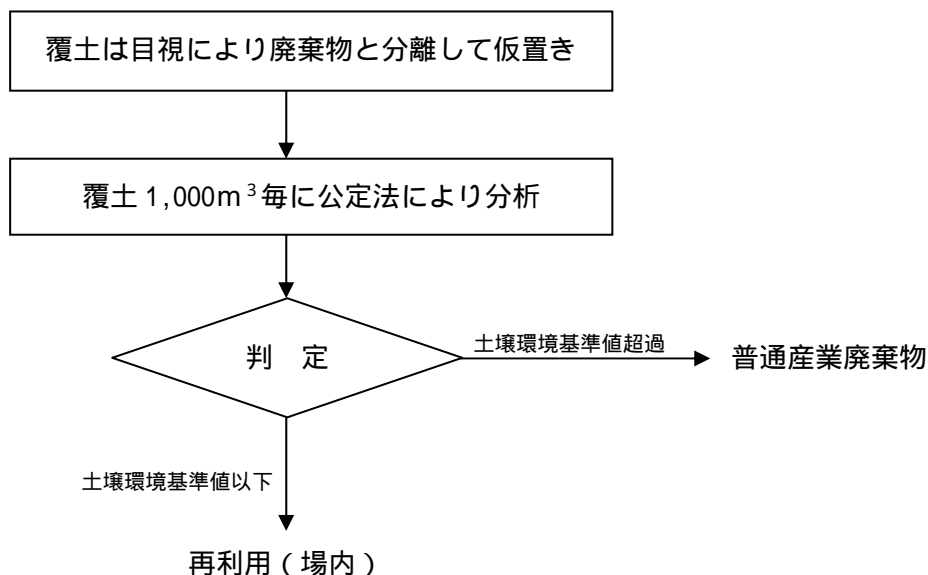 覆土は目視により廃棄物と分離して仮置き
覆土 1,000m³毎に公定法により分析
判　定
土壌環境基準値超過
普通産業廃棄物
土壌環境基準値以下
再利用（場内）